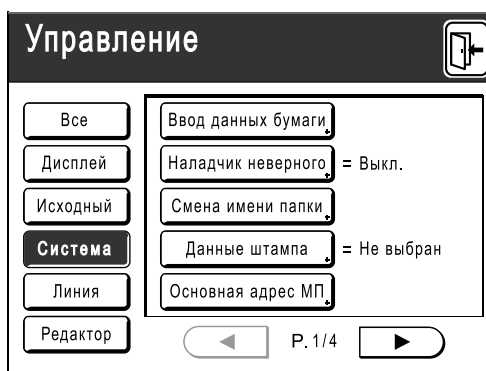 Управление
Все
Дисплей
Исходный
Система
Линия
Редактор
Ввод данных бумаги
Наладчик неверного = Выкл.
Смена имени папки
Данные штампа = Не выбран
Основная адрес МП
P. 1/4